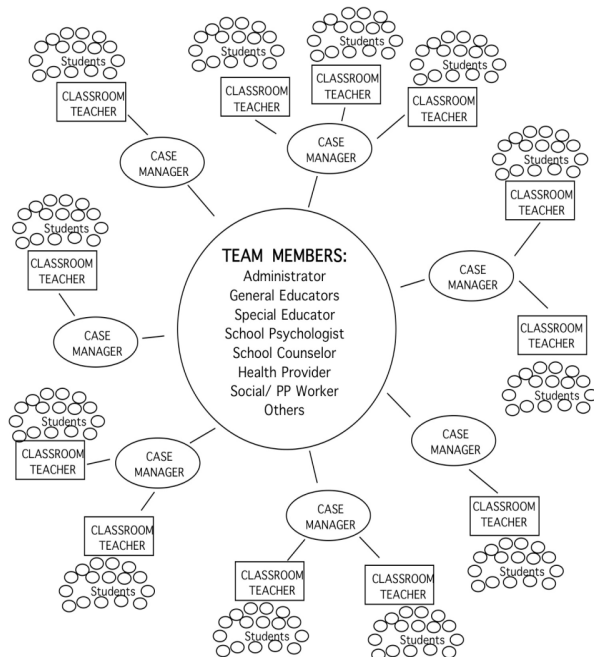 Students
CLASSROOM
TEACHER
CASE
MANAGER
Students
CLASSROOM
TEACHER
Students
CLASSROOM
TEACHER
Students
CLASSROOM
TEACHER
CASE
MANAGER
Students
CLASSROOM
TEACHER
CASE
MANAGER
CLASSROOM
TEACHER
Students
Students
CLASSROOM
TEACHER
CASE
MANAGER
TEAM MEMBERS:
Administrator
General Educators
Special Educator
School Psychologist
School Counselor
Health Provider
Social/ PP Worker
Others
Students
CLASSROOM
TEACHER
CASE
MANAGER
CLASSROOM
TEACHER
Students
CASE
MANAGER
CLASSROOM
TEACHER
Students
CLASSROOM
TEACHER
Students
CASE
MANAGER
CLASSROOM
TEACHER
Students